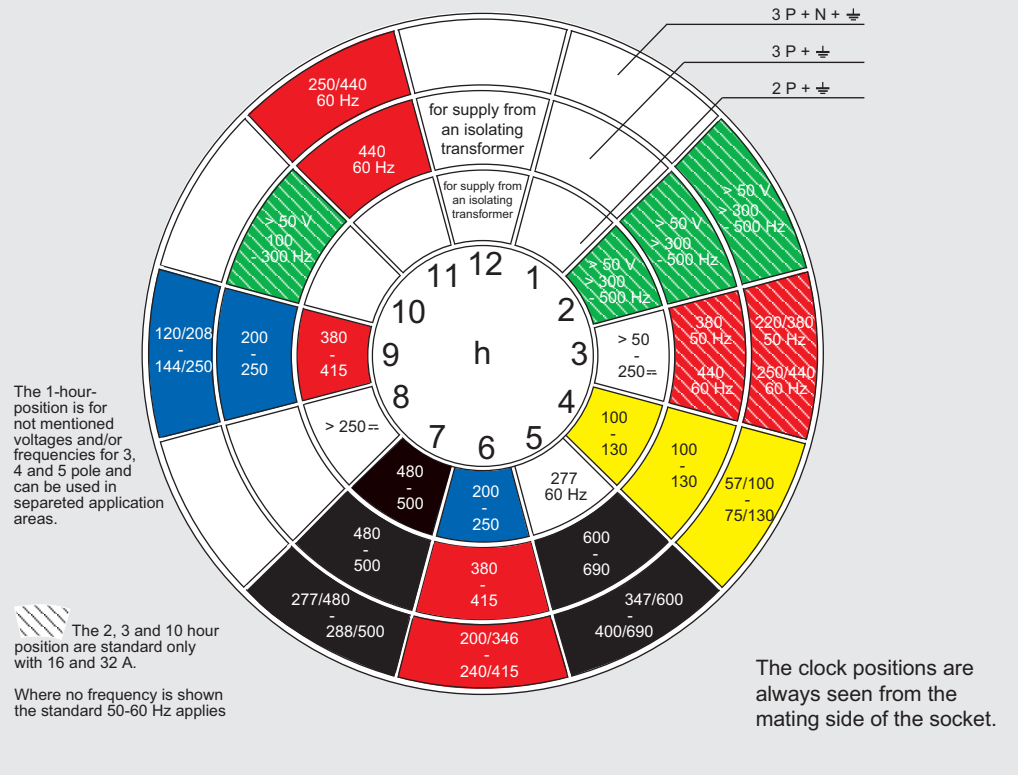 3 P + N + ⏚
3 P + ⏚
2 P + ⏚
250/440
60 Hz
440
60 Hz
for supply from
an isolating
transformer
for supply from
an isolating
transformer
> 50 V
> 300
- 500 Hz
> 50 V
> 300
- 500 Hz
> 50 V
> 300
- 500 Hz
> 50 V
100
- 300 Hz
12
1
2
3
4
5
6
7
8
9
10
11
h
120/208
-
144/250
200
-
250
380
-
415
> 50
-
250=
380
50 Hz
440
60 Hz
220/380
50 Hz
250/440
60 Hz
> 250=
100
-
130
100
-
130
57/100
-
75/130
277
60 Hz
600
-
690
347/600
-
400/690
200
-
250
380
-
415
200/346
-
240/415
480
-
500
480
-
500
277/480
-
288/500
The 1-hour-
position is for
not mentioned
voltages and/or
frequencies for 3,
4 and 5 pole and
can be used in
separeted application
areas.
The 2, 3 and 10 hour
position are standard only
with 16 and 32 A.
Where no frequency is shown
the standard 50-60 Hz applies
The clock positions are
always seen from the
mating side of the socket.